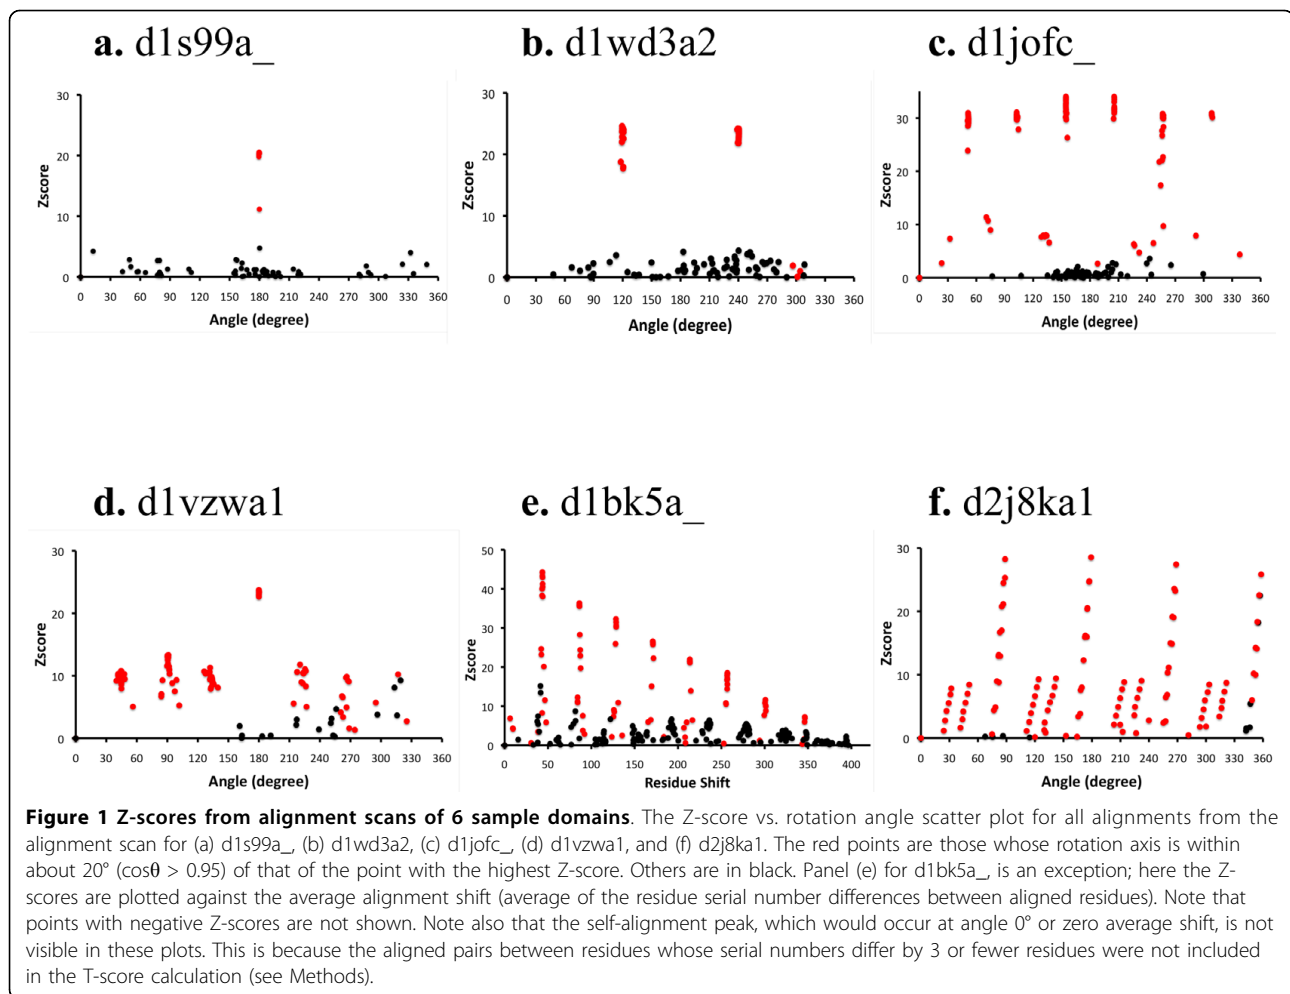 a. d1s99a_
30
20
10
0
Zscore
0 30 60 90 120 150 180 210 240 270 300 330 360
Angle (degree)
b. d1wd3a2
30
20
10
0
Zscore
0 30 60 90 120 150 180 210 240 270 300 330 360
Angle (degree)
c. d1jofc_
30
20
10
0
Zscore
0 30 60 90 120 150 180 210 240 270 300 330 360
Angle (degree)
d. d1vzwa1
30
20
10
0
Zscore
0 30 60 90 120 150 180 210 240 270 300 330 360
Angle (degree)
e. d1bk5a_
50
40
30
20
10
0
Zscore
0 50 100 150 200 250 300 350 400
Residue Shift
f. d2j8ka1
30
20
10
0
Zscore
0 30 60 90 120 150 180 210 240 270 300 330 360
Angle (degree)
Figure 1 Z-scores from alignment scans of 6 sample domains. The Z-score vs. rotation angle scatter plot for all alignments from the
alignment scan for (a) d1s99a_, (b) d1wd3a2, (c) d1jofc_, (d) d1vzwa1, and (f) d2j8ka1. The red points are those whose rotation axis is within
about 20° (cosθ > 0.95) of that of the point with the highest Z-score. Others are in black. Panel (e) for d1bk5a_, is an exception; here the Z-
scores are plotted against the average alignment shift (average of the residue serial number differences between aligned residues). Note that
points with negative Z-scores are not shown. Note also that the self-alignment peak, which would occur at angle 0° or zero average shift, is not
visible in these plots. This is because the aligned pairs between residues whose serial numbers differ by 3 or fewer residues were not included
in the T-score calculation (see Methods).